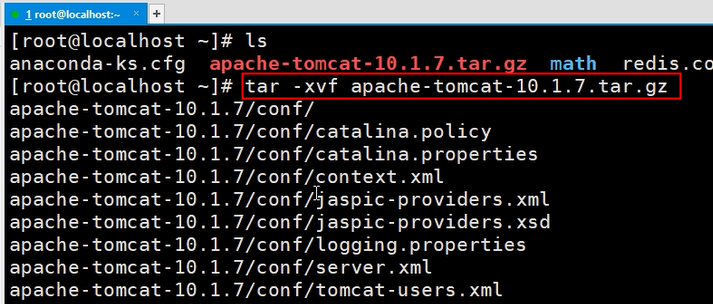 1 root@localhost:~ × +
[root@localhost ~]# ls
anaconda-ks.cfg apache-tomcat-10.1.7.tar.gz math redis.co
[root@localhost ~]# tar -xvf apache-tomcat-10.1.7.tar.gz
apache-tomcat-10.1.7/conf/
apache-tomcat-10.1.7/conf/catalina.policy
apache-tomcat-10.1.7/conf/catalina.properties
apache-tomcat-10.1.7/conf/context.xml
apache-tomcat-10.1.7/conf/jaspic-providers.xml
apache-tomcat-10.1.7/conf/jaspic-providers.xsd
apache-tomcat-10.1.7/conf/logging.properties
apache-tomcat-10.1.7/conf/server.xml
apache-tomcat-10.1.7/conf/tomcat-users.xml